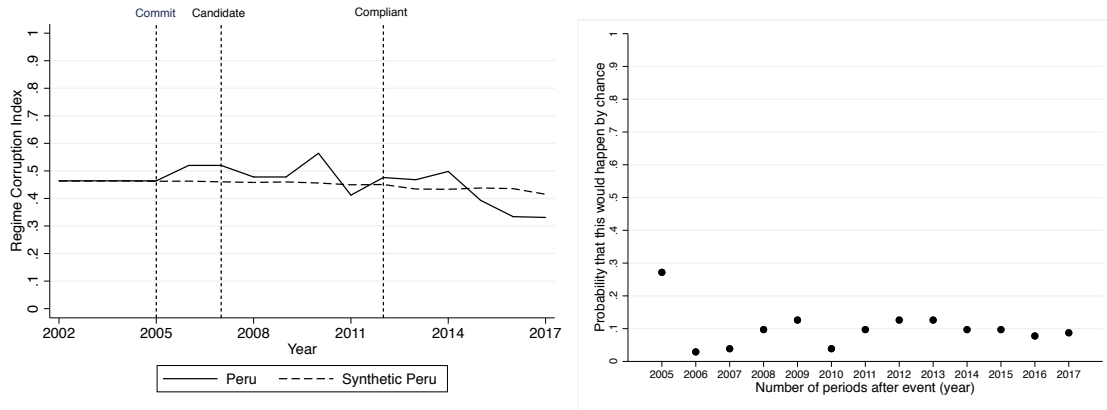 Commit Candidate Compliant
Regime Corruption Index
1
.9
.8
.7
.6
.5
.4
.3
.2
.1
0
2002 2005 2008 2011 2014 2017
Year
Peru Synthetic Peru
Probability that this would happen by chance
1
.9
.8
.7
.6
.5
.4
.3
.2
.1
0
2005 2006 2007 2008 2009 2010 2011 2012 2013 2014 2015 2016 2017
Number of periods after event (year)